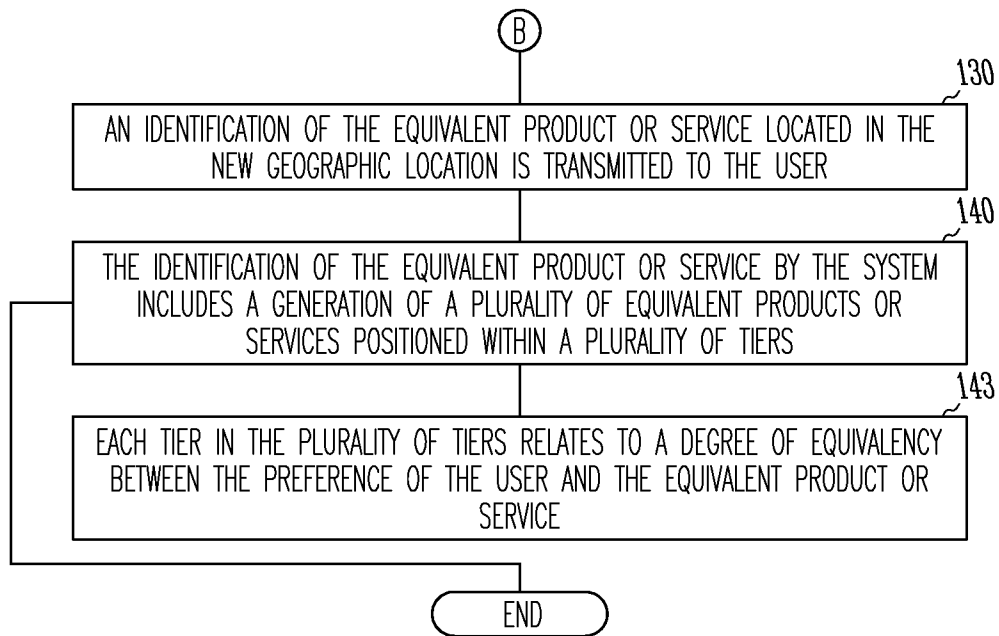 B
130
AN IDENTIFICATION OF THE EQUIVALENT PRODUCT OR SERVICE LOCATED IN THE
NEW GEOGRAPHIC LOCATION IS TRANSMITTED TO THE USER
140
THE IDENTIFICATION OF THE EQUIVALENT PRODUCT OR SERVICE BY THE SYSTEM
INCLUDES A GENERATION OF A PLURALITY OF EQUIVALENT PRODUCTS OR
SERVICES POSITIONED WITHIN A PLURALITY OF TIERS
143
EACH TIER IN THE PLURALITY OF TIERS RELATES TO A DEGREE OF EQUIVALENCY
BETWEEN THE PREFERENCE OF THE USER AND THE EQUIVALENT PRODUCT OR
SERVICE
END